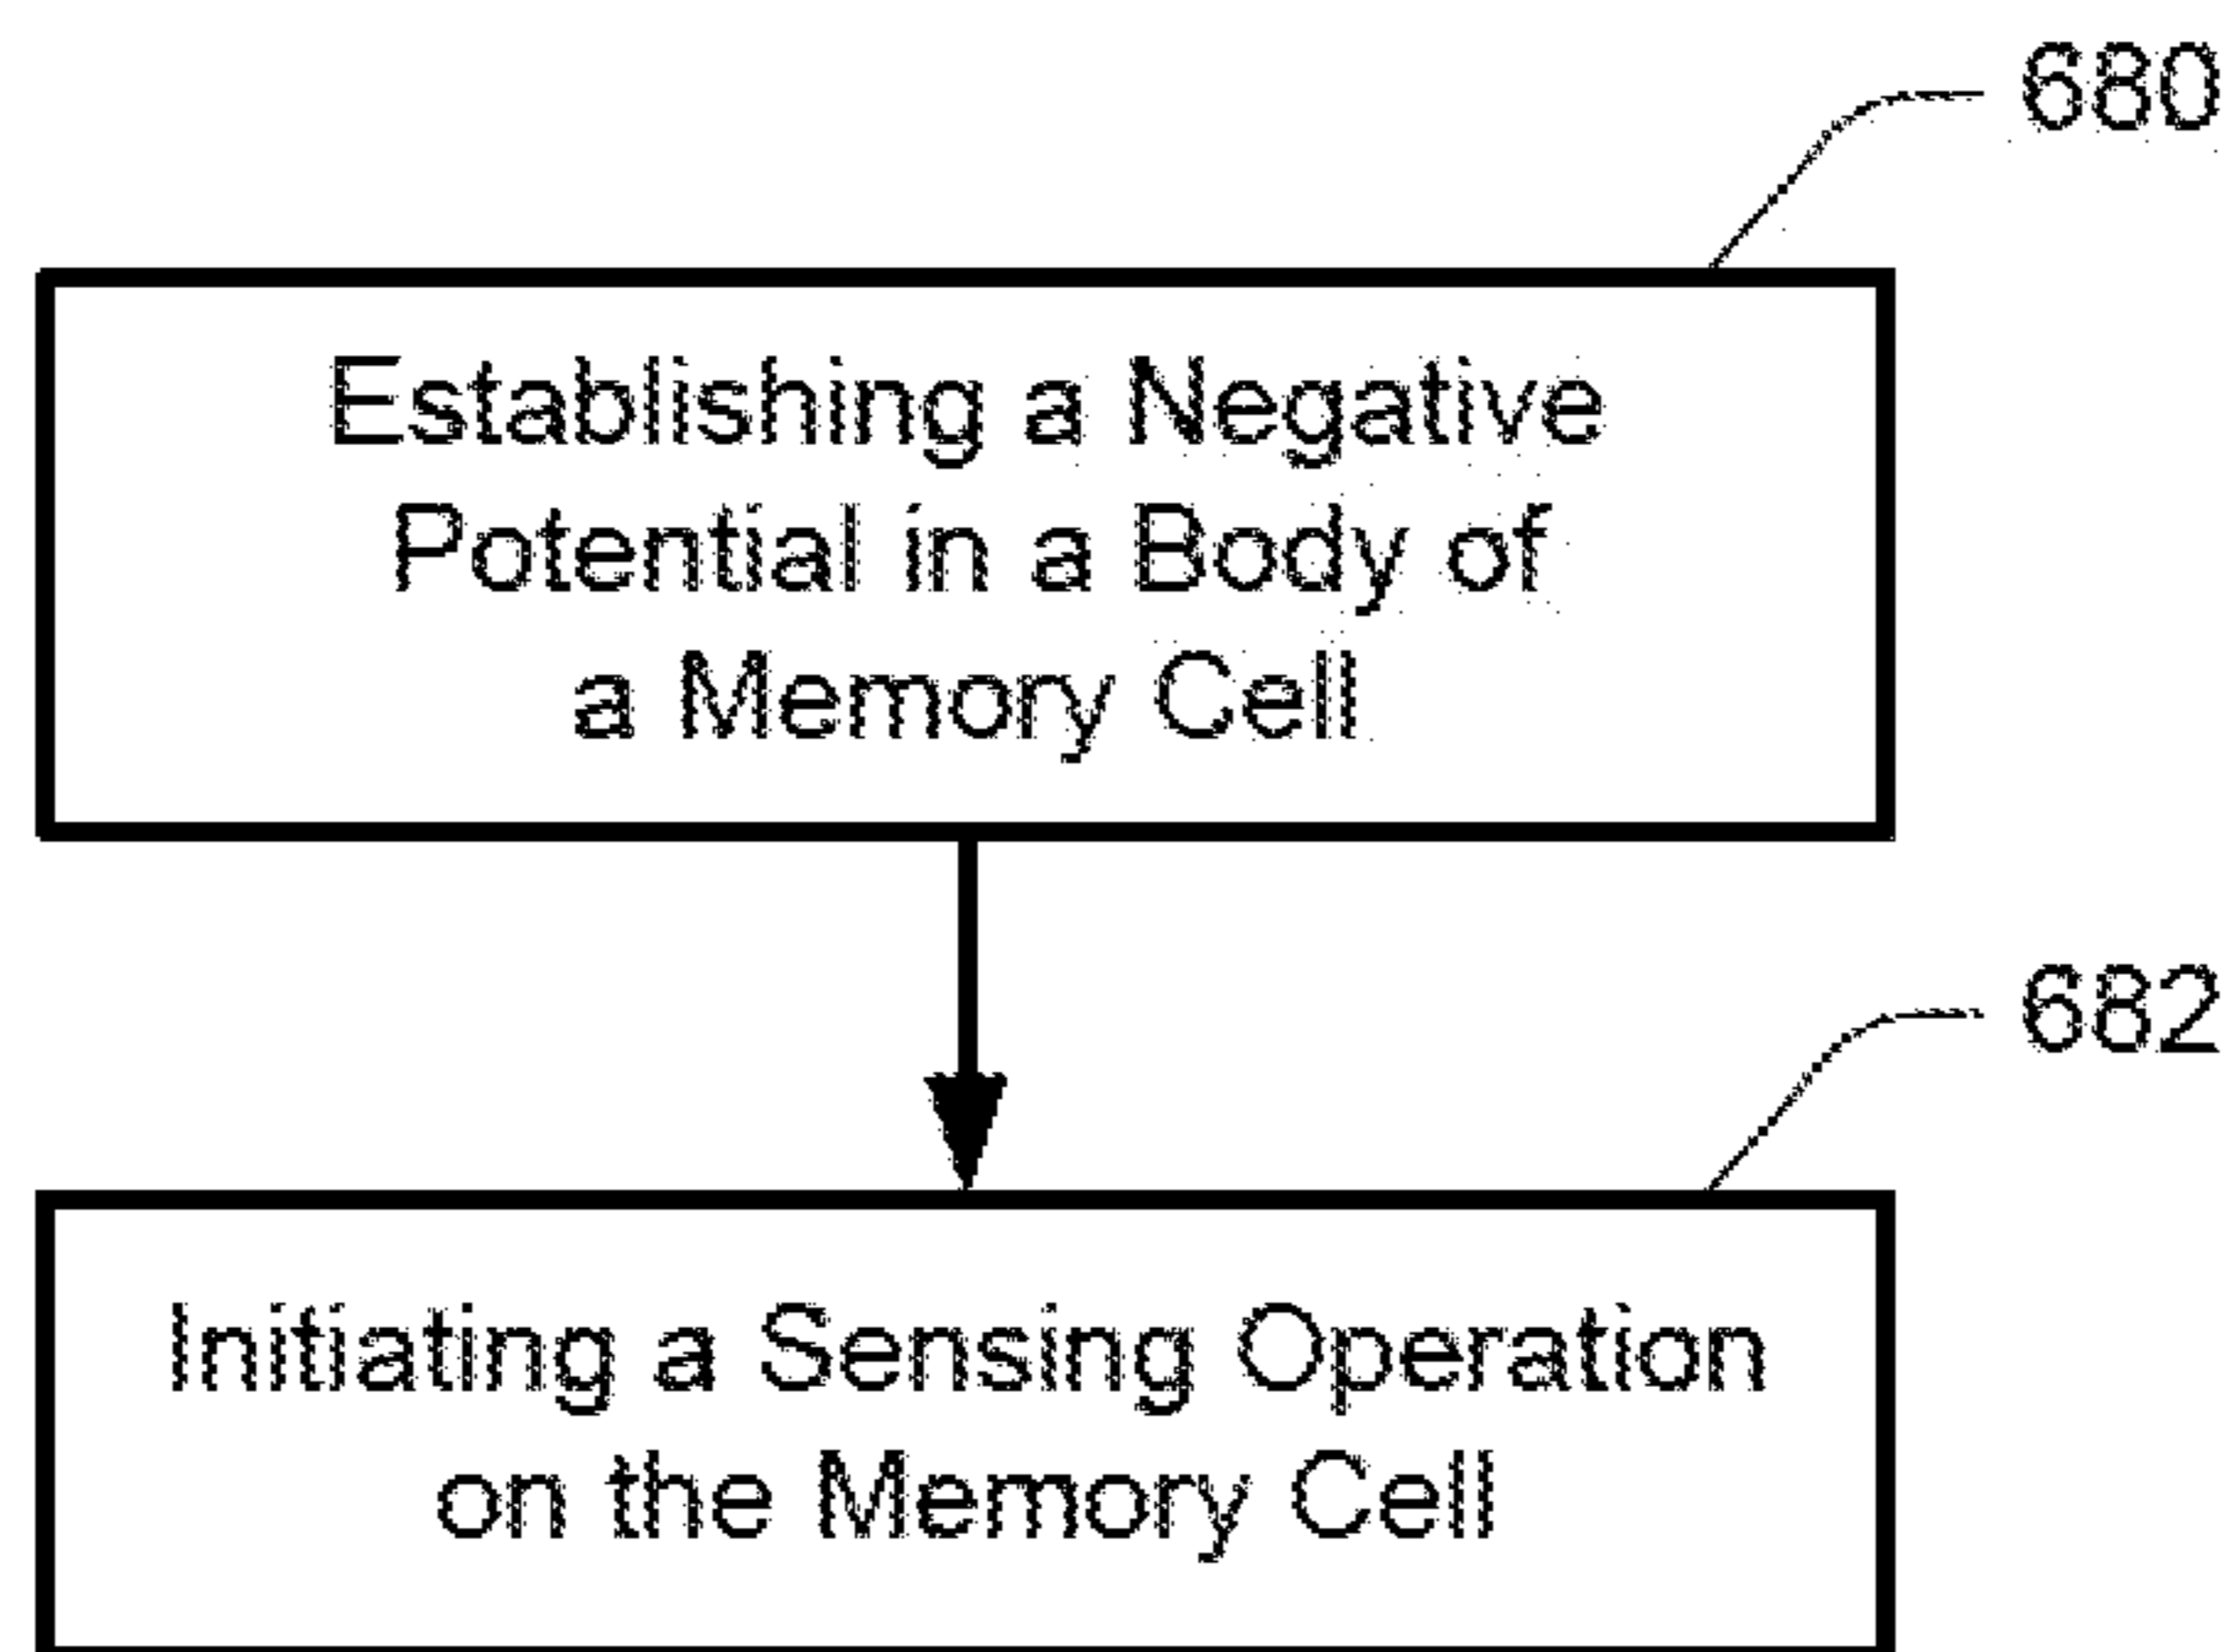 680
Establishing a Negative
Potential in a Body of
a Memory Cell
682
Initiating a Sensing Operation
on the Memory Cell